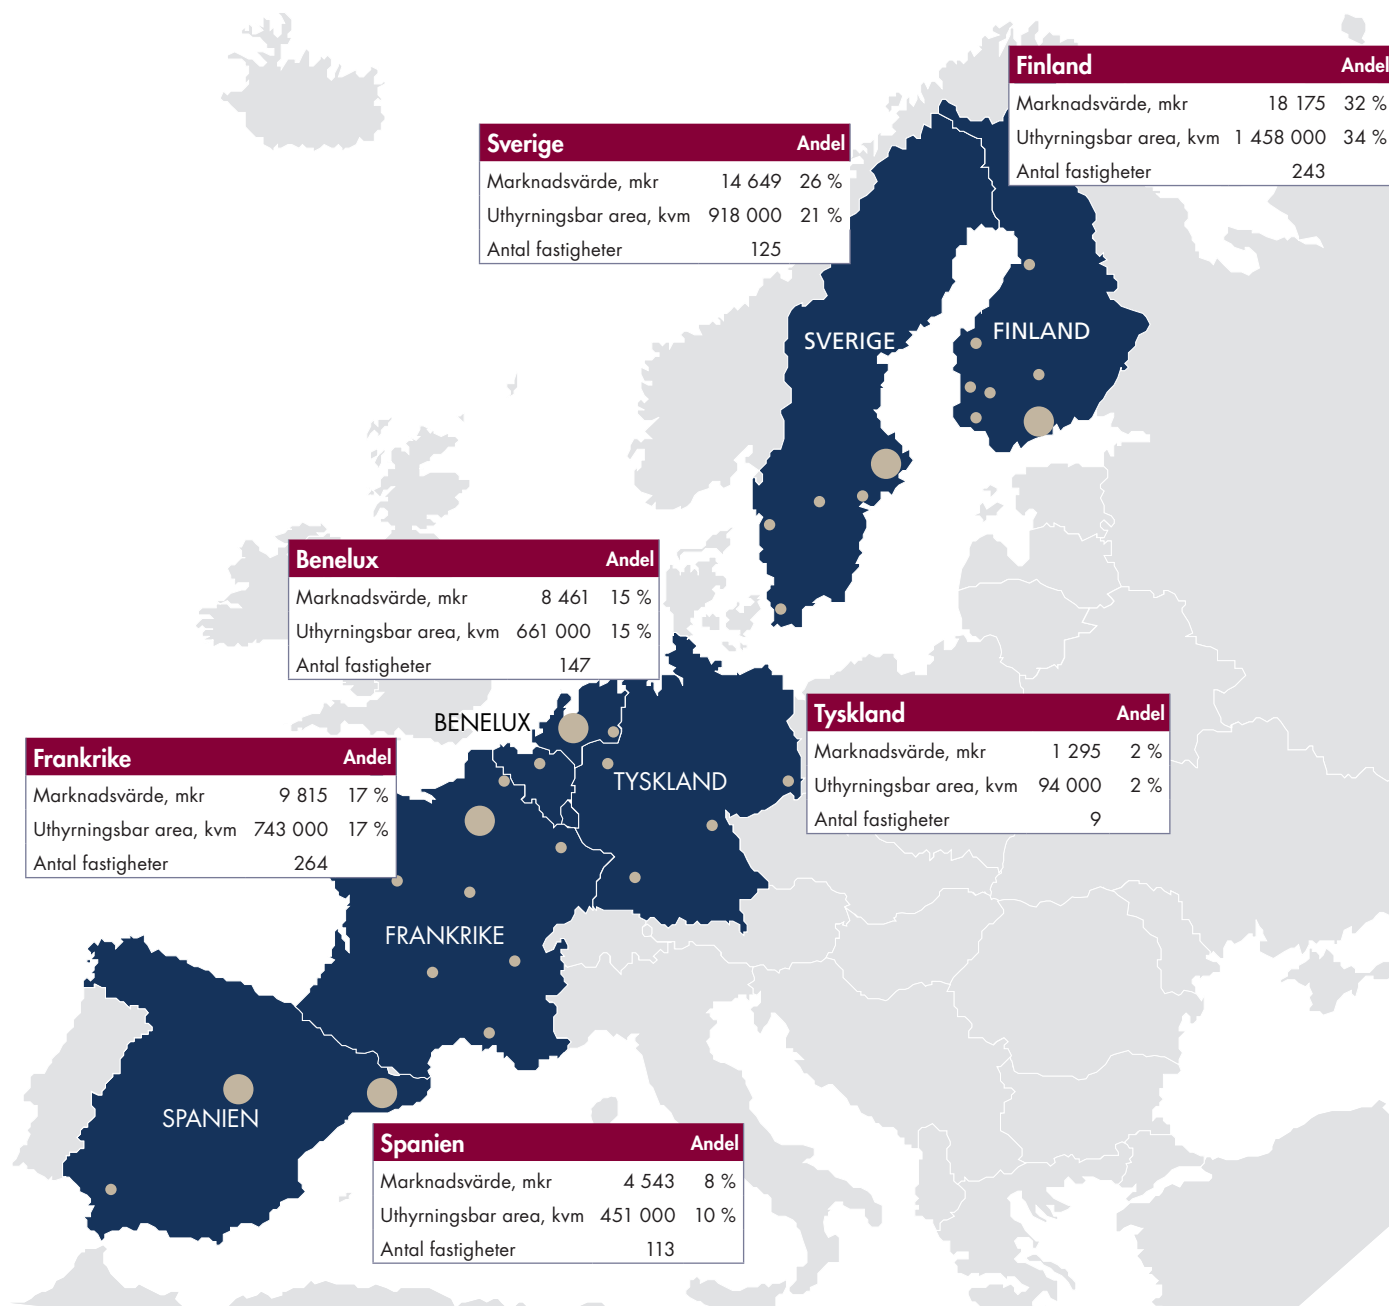 Finland Andel
Marknadsvärde, mkr 18 175 32 %
Uthyrningsbar area, kvm 1 458 000 34 %
Antal fastigheter 243
Sverige Andel
Marknadsvärde, mkr 14 649 26 %
Uthyrningsbar area, kvm 918 000 21 %
Antal fastigheter 125
SVERIGE
FINLAND
Benelux Andel
Marknadsvärde, mkr 8 461 15 %
Uthyrningsbar area, kvm 661 000 15 %
Antal fastigheter 147
BENELUX
Tyskland Andel
Marknadsvärde, mkr 1 295 2 %
Uthyrningsbar area, kvm 94 000 2 %
Antal fastigheter 9
TYSKLAND
Frankrike Andel
Marknadsvärde, mkr 9 815 17 %
Uthyrningsbar area, kvm 743 000 17 %
Antal fastigheter 264
FRANKRIKE
SPANIEN
Spanien Andel
Marknadsvärde, mkr 4 543 8 %
Uthyrningsbar area, kvm 451 000 10 %
Antal fastigheter 113